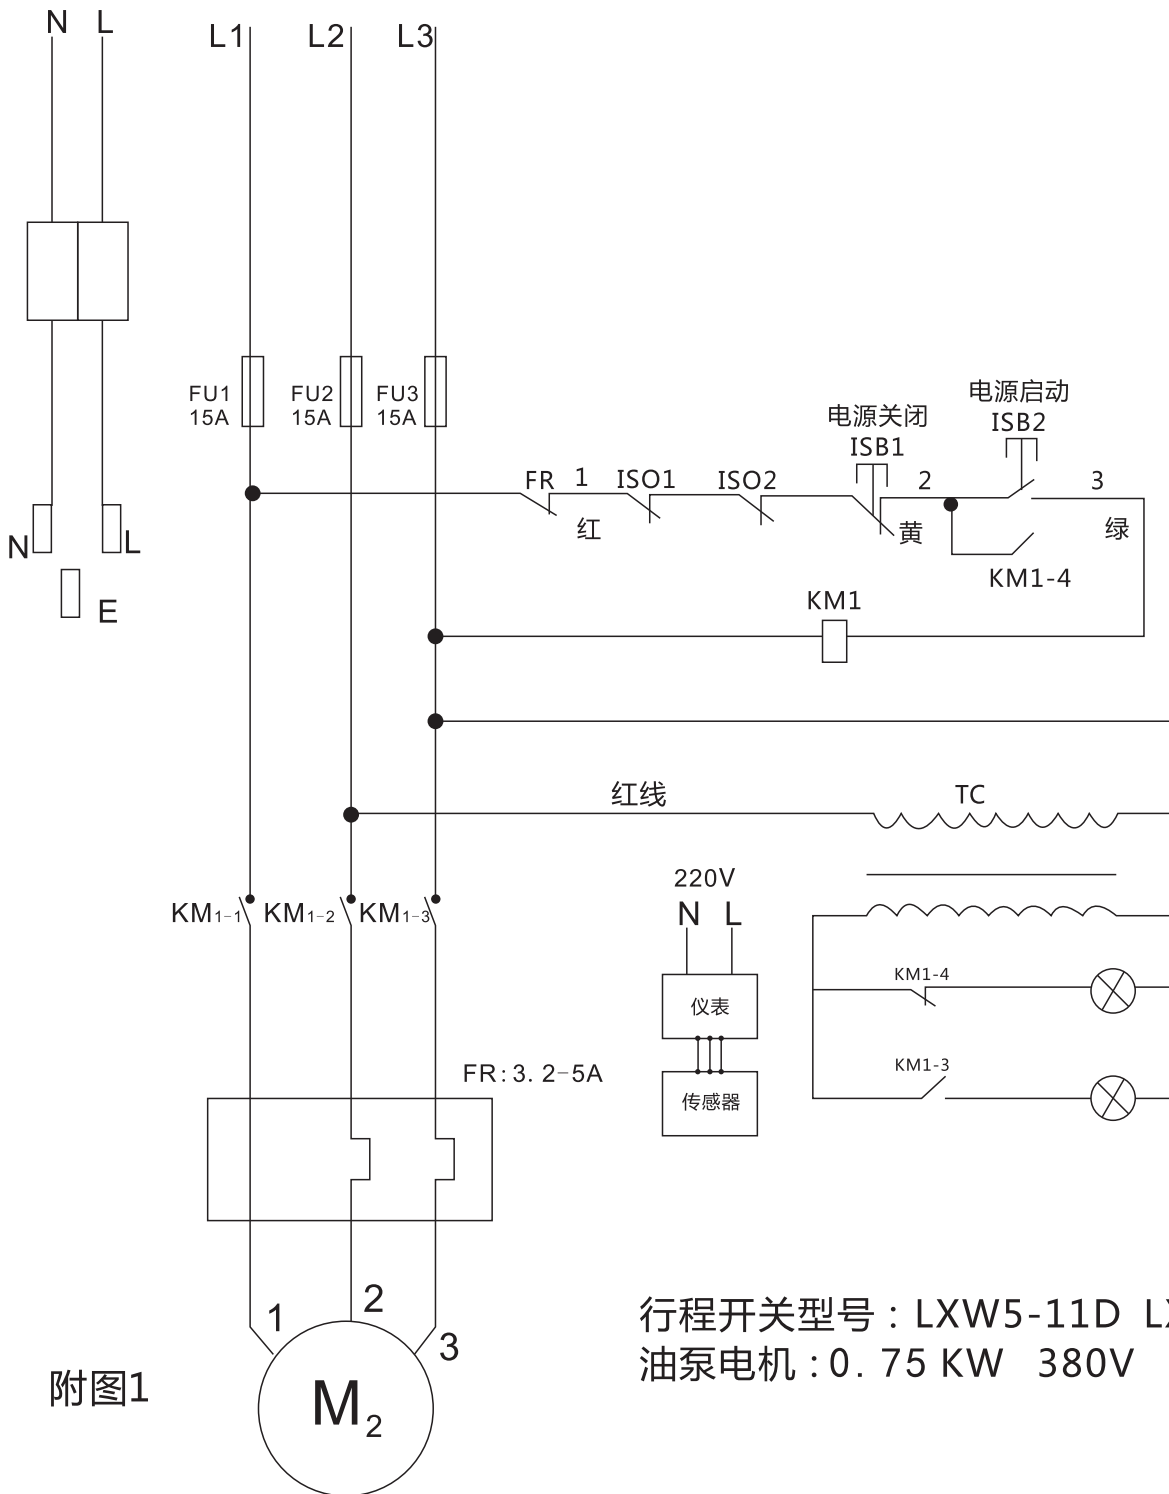 N L
L1 L2 L3
FU1 15A
FU2 15A
FU3 15A
N L
E
FR
1
红
ISO1
ISO2
电源关闭
ISB1
2
黄
电源启动
ISB2
3
绿
KM1-4
KM1
红线
TC
KM1-1 KM1-2 KM1-3
220V
N L
仪表
传感器
KM1-4
KM1-3
FR:3.2-5A
1
2
3
M2
附图1
行程开关型号:LXW5-11D
油泵电机:0.75 KW 380V